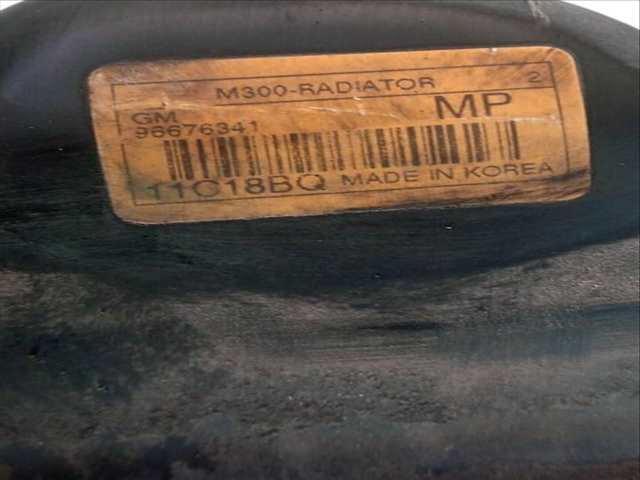 M300-RADIATOR 2
GM MP
96676341
11C18BQ MADE IN KOREA